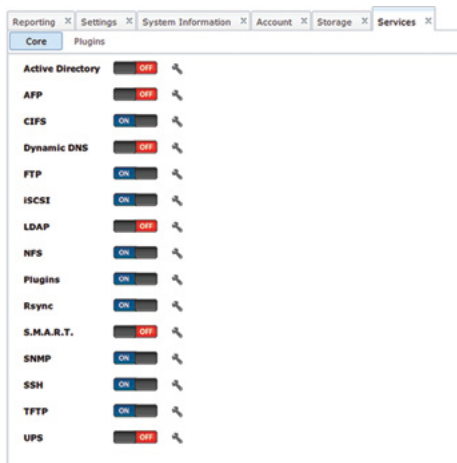 Reporting X Settings X System Information X Account X Storage X Services X
Core Plugins
Active Directory OFF
AFP OFF
CIFS ON
Dynamic DNS OFF
FTP ON
iSCSI ON
LDAP OFF
NFS ON
Plugins ON
Rsync ON
S.M.A.R.T. OFF
SNMP ON
SSH ON
TFTP ON
UPS OFF